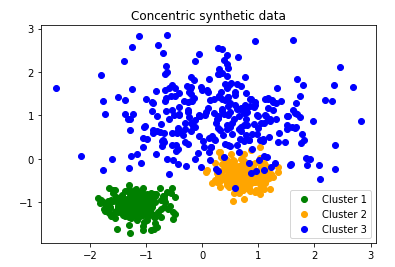 Concentric synthetic data
3
2
1
0
−1
−2
−1
0
1
2
3
Cluster 1
Cluster 2
Cluster 3